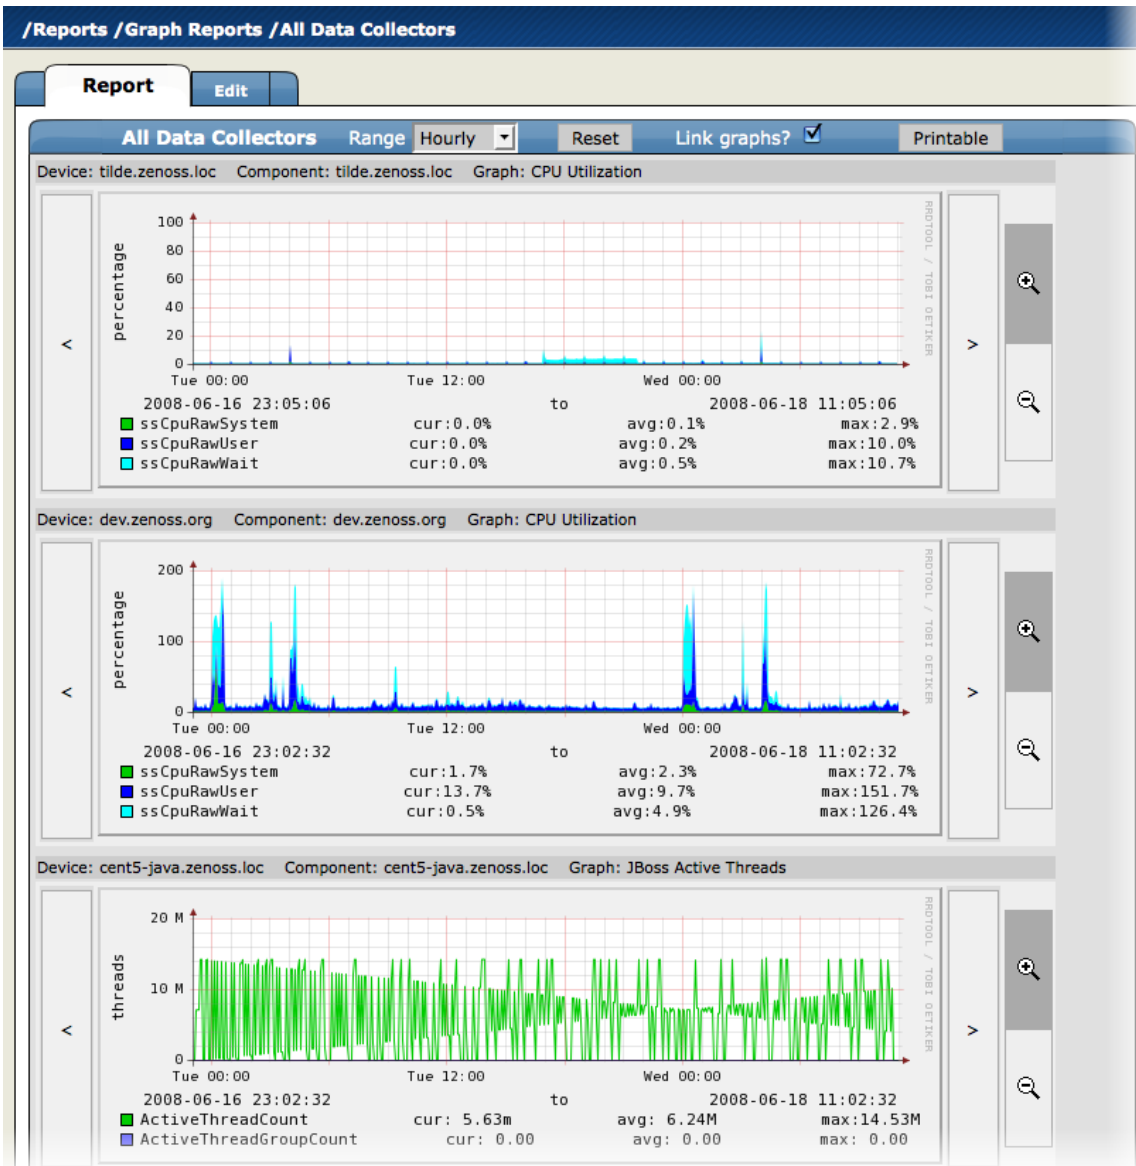 /Reports /Graph Reports /All Data Collectors
Report Edit
All Data Collectors Range Hourly Reset Link graphs? Printable
Device: tilde.zenoss.loc Component: tilde.zenoss.loc Graph: CPU Utilization
RRDTOOL / TOBI OETIKER
percentage
100
80
60
40
20
0
< >
Tue 00:00 Tue 12:00 Wed 00:00
2008-06-16 23:05:06 to 2008-06-18 11:05:06
ssCpuRawSystem cur:0.0% avg:0.1% max:2.9%
ssCpuRawUser cur:0.0% avg:0.2% max:10.0%
ssCpuRawWait cur:0.0% avg:0.5% max:10.7%
Device: dev.zenoss.org Component: dev.zenoss.org Graph: CPU Utilization
RRDTOOL / TOBI OETIKER
percentage
200
100
0
< >
Tue 00:00 Tue 12:00 Wed 00:00
2008-06-16 23:02:32 to 2008-06-18 11:02:32
ssCpuRawSystem cur:1.7% avg:2.3% max:72.7%
ssCpuRawUser cur:13.7% avg:9.7% max:151.7%
ssCpuRawWait cur:0.5% avg:4.9% max:126.4%
Device: cent5-java.zenoss.loc Component: cent5-java.zenoss.loc Graph: JBoss Active Threads
RRDTOOL / TOBI OETIKER
threads
20 M
10 M
0
< >
Tue 00:00 Tue 12:00 Wed 00:00
2008-06-16 23:02:32 to 2008-06-18 11:02:32
ActiveThreadCount cur: 5.63m avg: 6.24M max:14.53M
ActiveThreadGroupCount cur: 0.00 avg: 0.00 max: 0.00